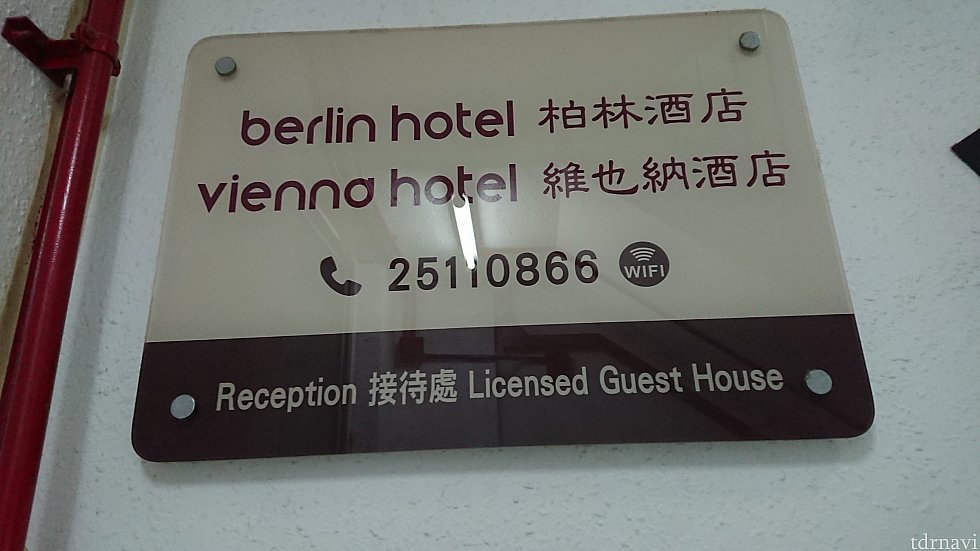 berlin hotel 柏林酒店
vienna hotel 維也納酒店
25110866 WIFI
Reception 接待處 Licensed Guest House
tdrnavi